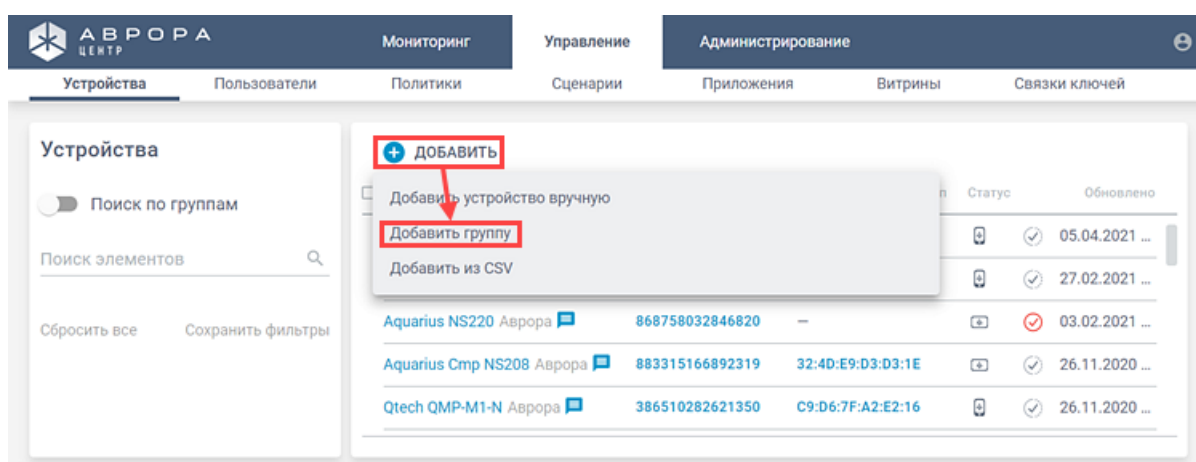 АВРОРА
ЦЕНТР
Мониторинг Управление Администрирование
Устройства Пользователи Политики Сценарии Приложения Витрины Связки ключей
Устройства
ДОБАВИТЬ
Поиск по группам
Добавить устройство вручную
п Статус Обновлено
Добавить группу
05.04.2021 ...
Поиск элементов
Добавить из CSV
27.02.2021 ...
Сбросить все Сохранить фильтры
Aquarius NS220 Аврора 868758032846820 — 03.02.2021 ...
Aquarius Cmp NS208 Аврора 883315166892319 32:4D:E9:D3:D3:1E 26.11.2020 ...
Qtech QMP-M1-N Аврора 386510282621350 C9:D6:7F:A2:E2:16 26.11.2020 ...